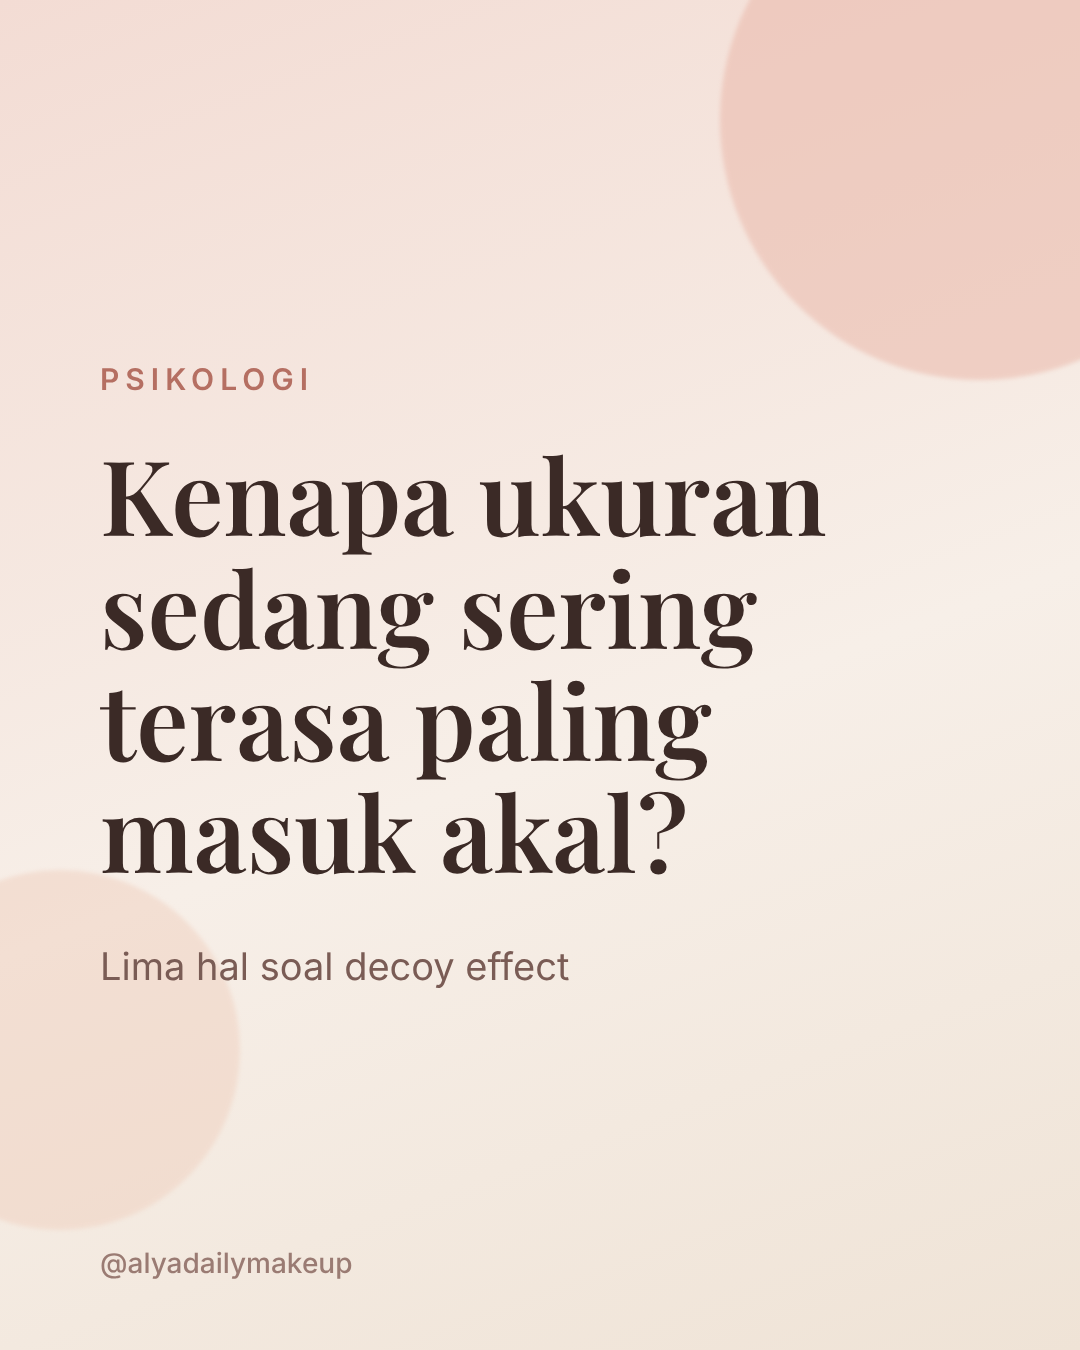 PSIKOLOGI
Kenapa ukuran
sedang sering
terasa paling
masuk akal?
Lima hal soal decoy effect
@alyadailymakeup